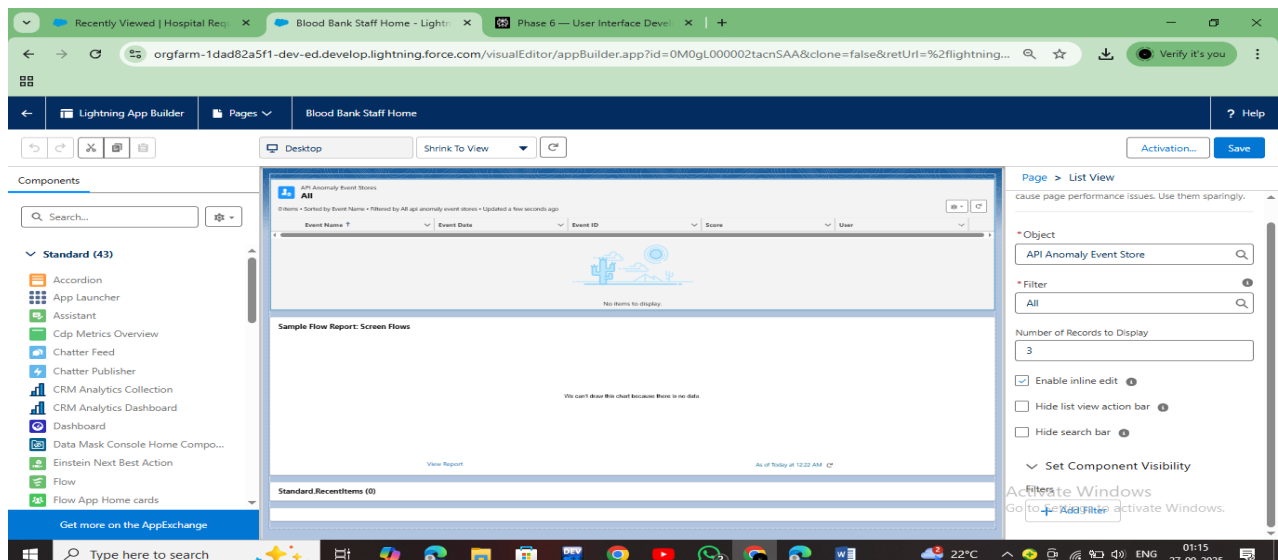 Recently Viewed | Hospital Req
Blood Bank Staff Home - Lightn
Phase 6 — User Interface Devel
orgfarm-1dad82a5f1-dev-ed.develop.lightning.force.com/visualEditor/appBuilder.app?id=0M0gL000002tacnSAA&clone=false&retUrl=%2flightning...
Verify it's you
Lightning App Builder
Pages
Blood Bank Staff Home
? Help
Desktop
Shrink To View
Activation...
Save
Components
Search...
Standard (43)
Accordion
App Launcher
Assistant
Cdp Metrics Overview
Chatter Feed
Chatter Publisher
CRM Analytics Collection
CRM Analytics Dashboard
Dashboard
Data Mask Console Home Compo...
Einstein Next Best Action
Flow
Flow App Home cards
Get more on the AppExchange
API Anomaly Event Stores
All
0 items • Sorted by Event Name • Filtered by All api anomaly event stores • Updated a few seconds ago
Event Name ↑ Event Date Event ID Score User
No items to display.
Sample Flow Report: Screen Flows
We can't draw this chart because there is no data
View Report
As of Today at 12:22 AM
Standard.RecentItems (0)
Page > List View
cause page performance issues. Use them sparingly.
*Object
API Anomaly Event Store
*Filter
All
Number of Records to Display
3
Enable inline edit
Hide list view action bar
Hide search bar
Set Component Visibility
Filters
Add Filter
Activate Windows
Go to Settings to activate Windows.
Type here to search
DEV
22°C
ENG
01:15
27-09-2025